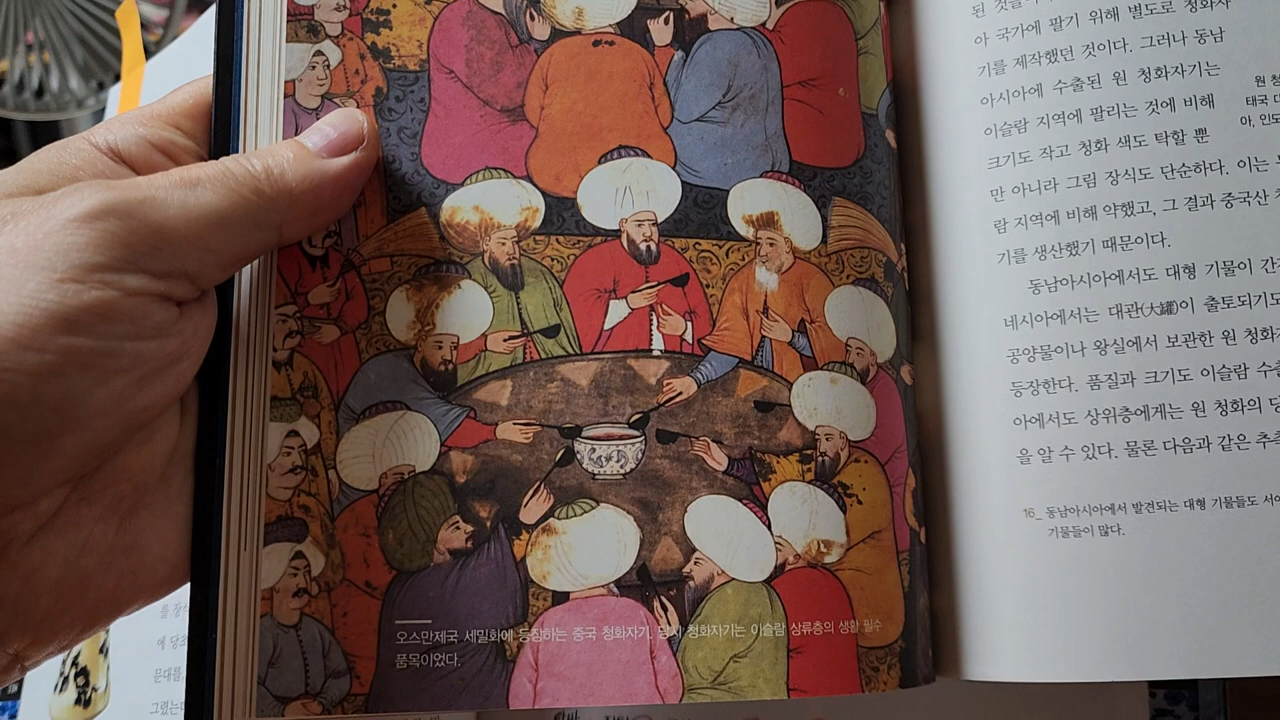 오스만제국 세밀화에 등장하는 중국 청화자기. 당시 청화자기는 이슬람 상류층의 생활 필수
품목이었다.
아 국가에 팔기 위해 별도로 청화자
기를 제작했던 것이다. 그러나 동남
아시아에 수출된 원 청화자기는
이슬람 지역에 팔리는 것에 비해
크기도 작고 청화 색도 탁할 뿐
만 아니라 그림 장식도 단순하다. 이는
람 지역에 비해 약했고, 그 결과 중국산
기를 생산했기 때문이다.
동남아시아에서도 대형 기물이 간
네시아에서는 대관(大罐)이 출토되기도
공양물이나 왕실에서 보관한 원 청화
등장한다. 품질과 크기도 이슬람 수출
아에서도 상위층에게는 원 청화의
을 알 수 있다. 물론 다음과 같은 추
16_ 동남아시아에서 발견되는 대형 기물들도 서
기물들이 많다.
원 청
태국
아, 인도
에 당
문대를,
그렸는데